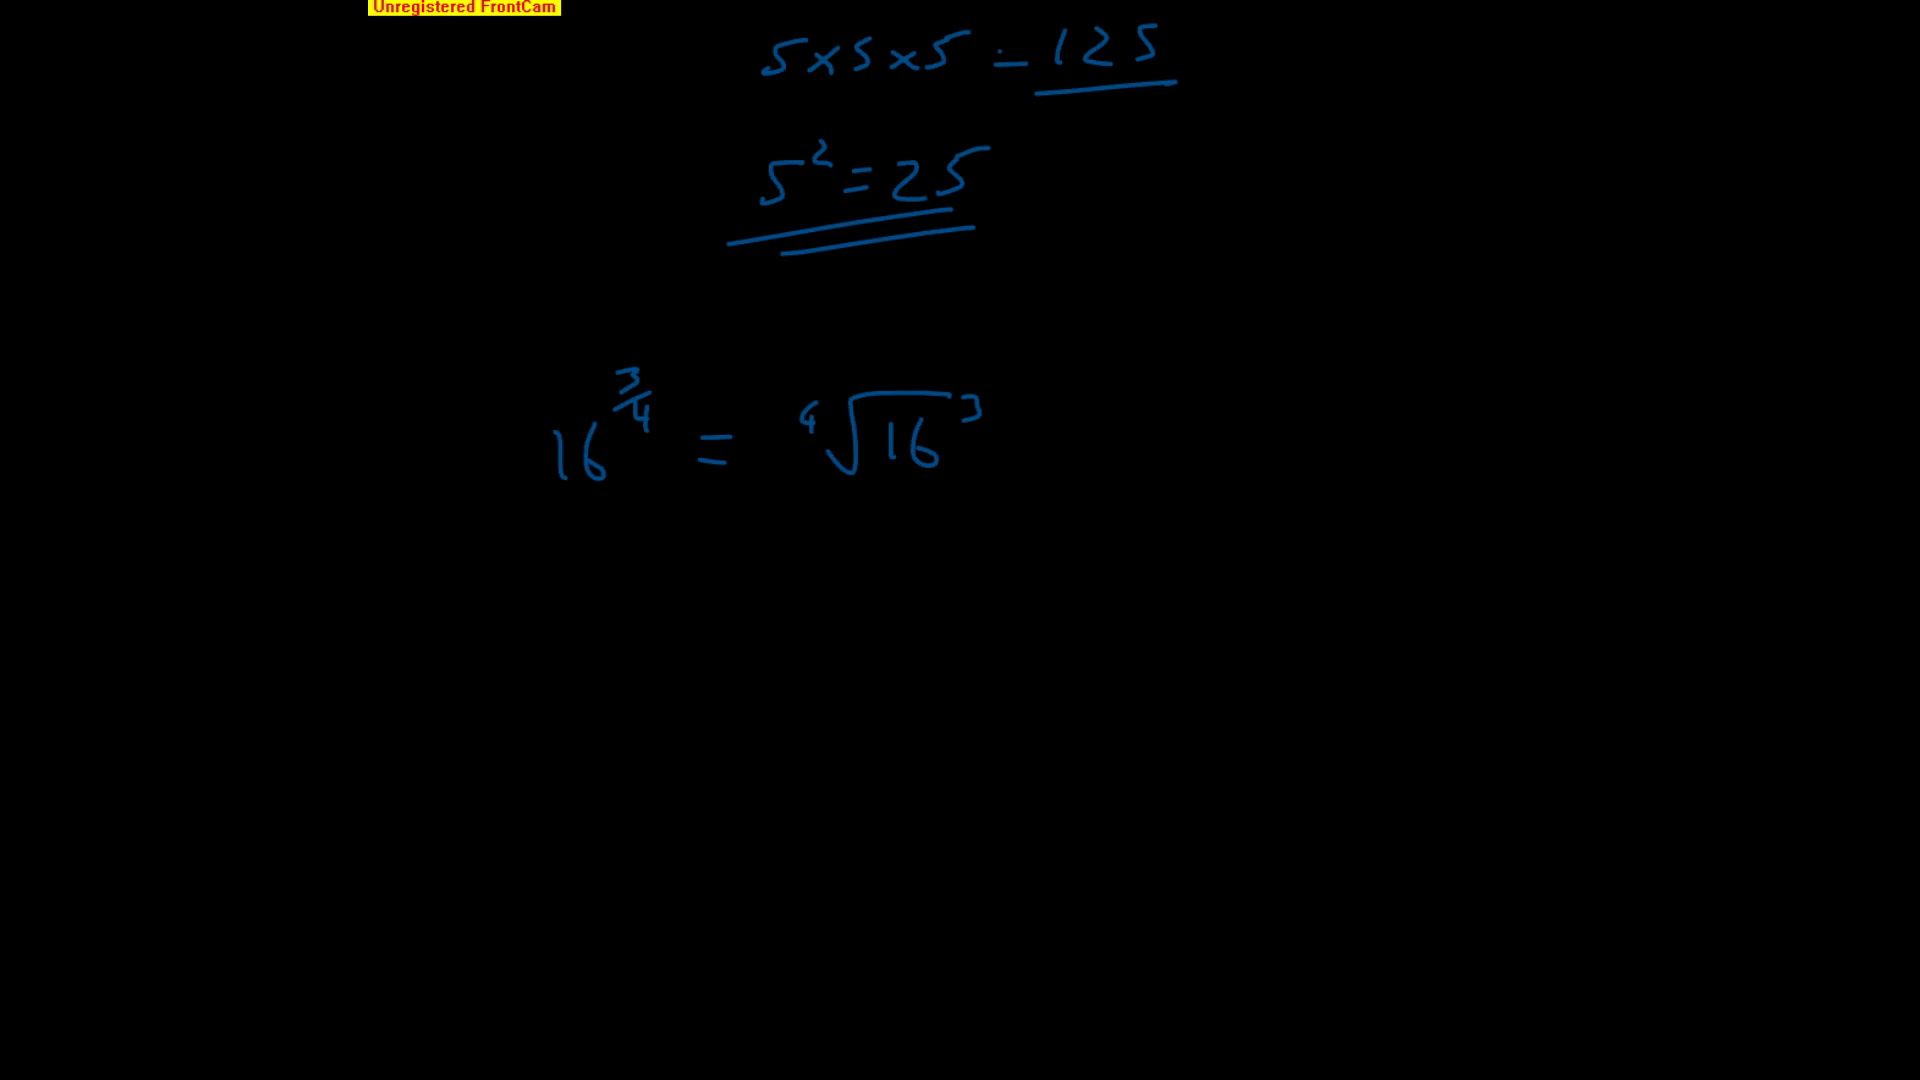 Unregistered FrontCam
5×5×5=125
5²=25
16^(3/4) = ⁴√16³